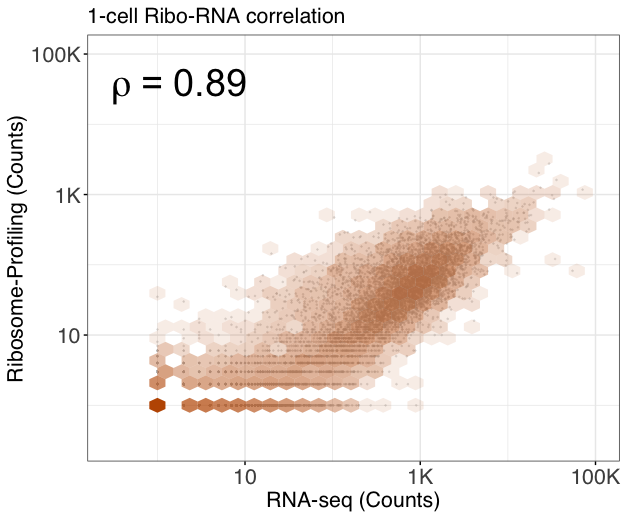 1-cell Ribo-RNA correlation
100K
ρ = 0.89
1K
10
Ribosome-Profiling (Counts)
10
1K
100K
RNA-seq (Counts)